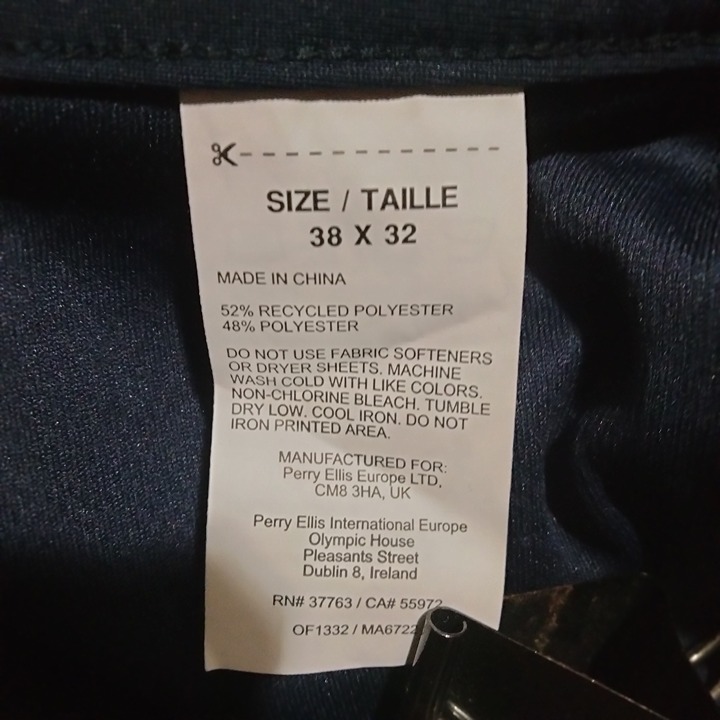 SIZE / TAILLE
38 X 32
MADE IN CHINA
52% RECYCLED POLYESTER
48% POLYESTER
DO NOT USE FABRIC SOFTENERS
OR DRYER SHEETS. MACHINE
WASH COLD WITH LIKE COLORS.
NON-CHLORINE BLEACH. TUMBLE
DRY LOW. COOL IRON. DO NOT
IRON PRINTED AREA.
MANUFACTURED FOR:
Perry Ellis Europe LTD,
CM8 3HA, UK
Perry Ellis International Europe
Olympic House
Pleasants Street
Dublin 8, Ireland
RN# 37763 / CA# 55972
OF1332 / MA6722